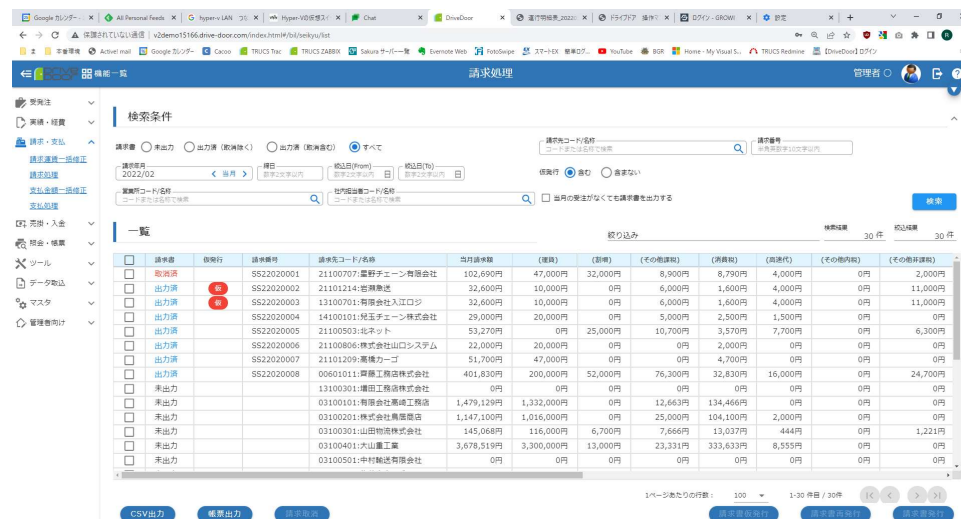 Google カレンダー - All Personal Feeds Chat DriveDoor 設定
保護されていない通信 v2demo15166.drive-door.com/index.html#/bil/seikyu/list
本番環境 Activel mail Google カレンダー Cacoo TRUCS Trac TRUCS ZABBIX Sakura サーバー一覧 Evernote Web FotoSwipe YouTube BGR Home - My Visual S... TRUCS Redmine 【DriveDoor】ログイン
機能一覧 請求処理 管理者
受発注
実績・経費
請求・支払
請求運賃一括修正
請求処理
支払金額一括修正
支払処理
売掛・入金
照会・帳票
ツール
データ取込
マスタ
管理者向け
検索条件
請求書 未出力 出力済(取消除く) 出力済(取消含む) すべて
請求先コード/名称 コードまたは名称で検索
請求番号 半角英数字10文字以内
請求年月 2022/02 当月
締日 数字2文字以内
絞込日(From) 数字2文字以内
絞込日(To) 数字2文字以内
仮発行 含む 含まない
営業所コード/名称 コードまたは名称で検索
社内担当者コード/名称 コードまたは名称で検索
当月の受注がなくても請求書を出力する
検索
一覧 絞り込み 検索結果 30 件 絞込結果 30 件
請求書 仮発行 請求番号 請求先コード/名称 当月請求額 (運賃) (割増) (その他課税) (消費税) (高速代) (その他内税) (その他非課税)
取消済 SS22020001 21100707:星野チェーン有限会社 102,690円 47,000円 32,000円 8,900円 8,790円 4,000円 0円 2,000円
出力済 仮 SS22020002 21101214:岩瀬急送 32,600円 10,000円 0円 6,000円 1,600円 4,000円 0円 11,000円
出力済 仮 SS22020003 13100701:有限会社入江ロジ 32,600円 10,000円 0円 6,000円 1,600円 4,000円 0円 11,000円
出力済 SS22020004 14100101:児玉チェーン株式会社 29,000円 20,000円 0円 5,000円 2,500円 1,500円 0円 0円
出力済 SS22020005 21100503:北ネット 53,270円 0円 25,000円 10,700円 3,570円 7,700円 0円 6,300円
出力済 SS22020006 21100806:株式会社山口システム 22,000円 20,000円 0円 0円 2,000円 0円 0円 0円
出力済 SS22020007 21101209:高橋カーゴ 51,700円 47,000円 0円 0円 4,700円 0円 0円 0円
出力済 SS22020008 00601011:齊藤工務店株式会社 401,830円 200,000円 52,000円 76,300円 32,830円 16,000円 0円 24,700円
未出力 13100301:増田工務店株式会社 0円 0円 0円 0円 0円 0円 0円 0円
未出力 03100101:有限会社高崎工務店 1,479,129円 1,332,000円 0円 12,663円 134,466円 0円 0円 0円
未出力 03100201:株式会社鳥居商店 1,147,100円 1,016,000円 0円 25,000円 104,100円 2,000円 0円 0円
未出力 03100301:山田物流株式会社 145,068円 116,000円 6,700円 7,666円 13,037円 444円 0円 1,221円
未出力 03100401:大山重工業 3,678,519円 3,300,000円 13,000円 23,331円 333,633円 8,555円 0円 0円
未出力 03100501:中村輸送有限会社 0円 0円 0円 0円 0円 0円 0円 0円
1ページあたりの行数: 100 1-30 件目 / 30件
CSV出力 帳票出力 請求取消 請求書仮発行 請求書再発行 請求書発行